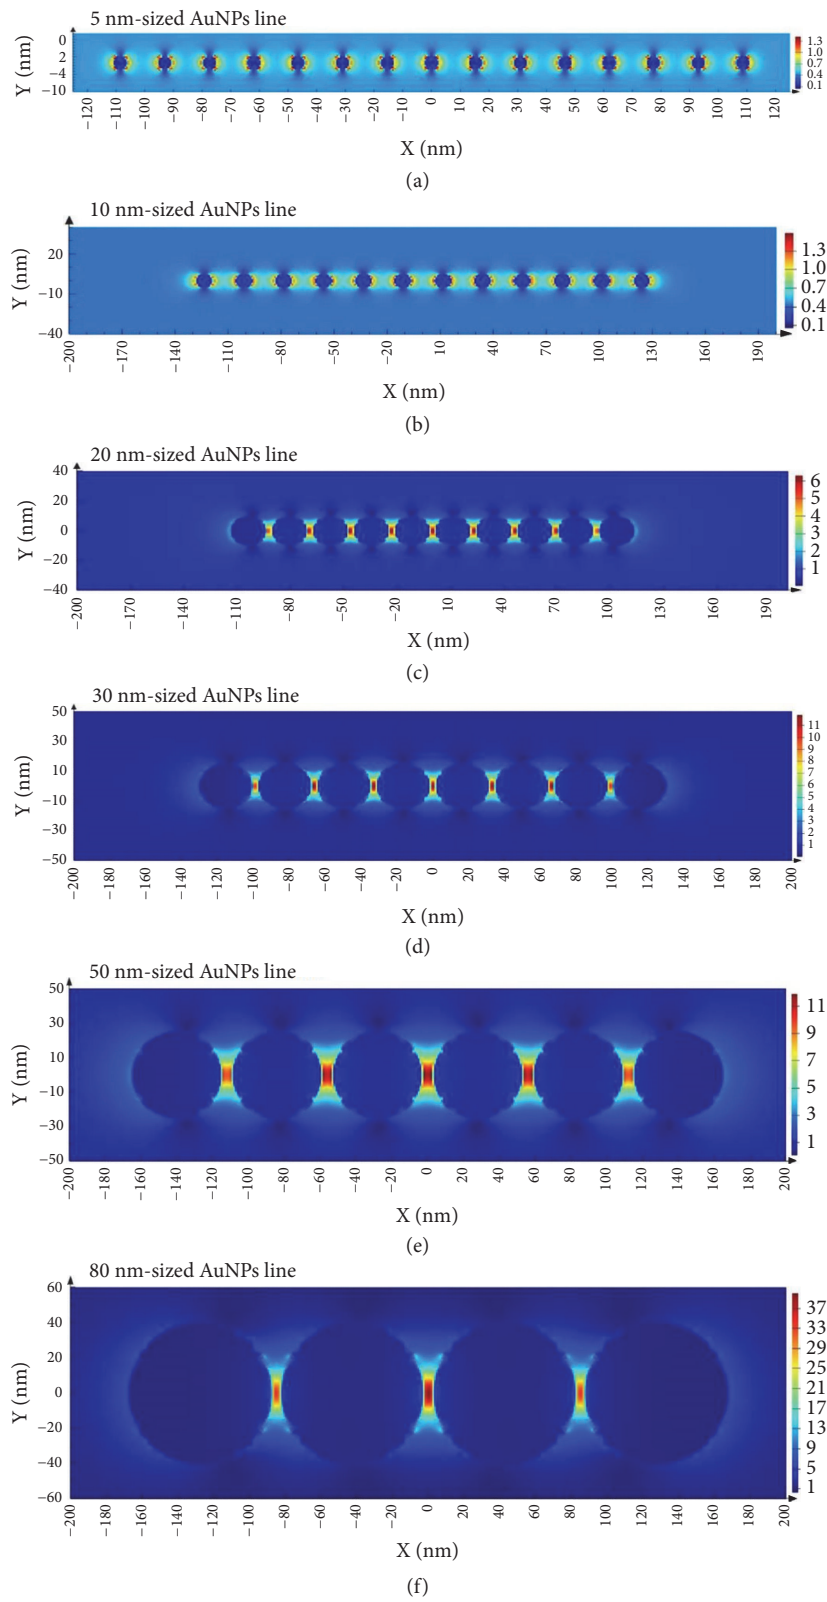 5 nm-sized AuNPs line
Y (nm)
0
2
−4
−10
1.3
1.0
0.7
0.4
0.1
−120 −110 −100 −90 −80 −70 −60 −50 −40 −30 −20 −10 0 10 20 30 40 50 60 70 80 90 100 110 120
X (nm)
(a)
10 nm-sized AuNPs line
Y (nm)
20
−10
−40
1.3
1.0
0.7
0.4
0.1
−200 −170 −140 −110 −80 −50 −20 10 40 70 100 130 160 190
X (nm)
(b)
20 nm-sized AuNPs line
Y (nm)
40
20
0
−20
−40
6
5
4
3
2
1
−200 −170 −140 −110 −80 −50 −20 10 40 70 100 130 160 190
X (nm)
(c)
30 nm-sized AuNPs line
Y (nm)
50
30
10
−10
−30
−50
11
10
9
8
7
6
5
4
3
2
1
−200 −180 −160 −140 −120 −100 −80 −60 −40 −20 0 20 40 60 80 100 120 140 160 180 200
X (nm)
(d)
50 nm-sized AuNPs line
Y (nm)
50
30
10
−10
−30
−50
11
9
7
5
3
1
−200 −180 −160 −140 −120 −100 −80 −60 −40 −20 0 20 40 60 80 100 120 140 160 180 200
X (nm)
(e)
80 nm-sized AuNPs line
Y (nm)
60
40
20
0
−20
−40
−60
37
33
29
25
21
17
13
9
5
1
−200 −180 −160 −140 −120 −100 −80 −60 −40 −20 0 20 40 60 80 100 120 140 160 180 200
X (nm)
(f)